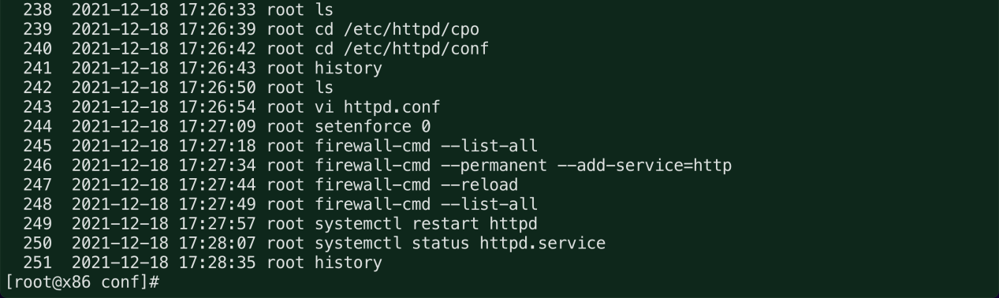 238  2021-12-18 17:26:33 root ls
239  2021-12-18 17:26:39 root cd /etc/httpd/cpo
240  2021-12-18 17:26:42 root cd /etc/httpd/conf
241  2021-12-18 17:26:43 root history
242  2021-12-18 17:26:50 root ls
243  2021-12-18 17:26:54 root vi httpd.conf
244  2021-12-18 17:27:09 root setenforce 0
245  2021-12-18 17:27:18 root firewall-cmd --list-all
246  2021-12-18 17:27:34 root firewall-cmd --permanent --add-service=http
247  2021-12-18 17:27:44 root firewall-cmd --reload
248  2021-12-18 17:27:49 root firewall-cmd --list-all
249  2021-12-18 17:27:57 root systemctl restart httpd
250  2021-12-18 17:28:07 root systemctl status httpd.service
251  2021-12-18 17:28:35 root history
[root@x86 conf]#